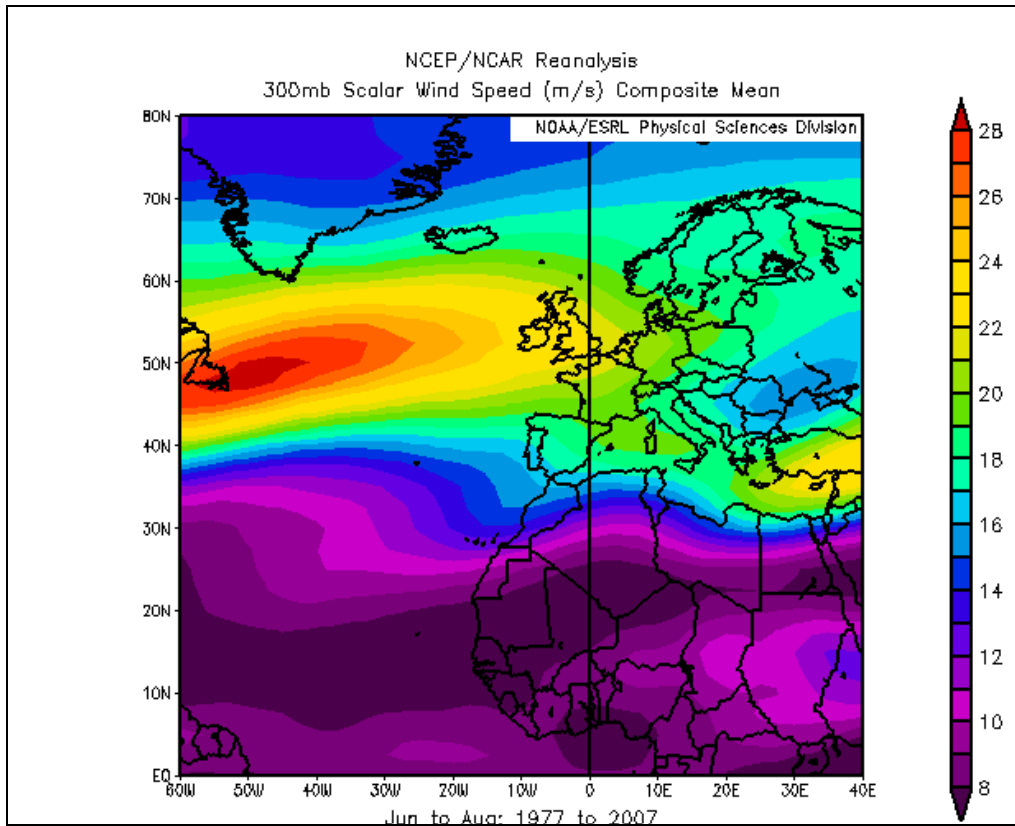 NCEP/NCAR Reanalysis
300mb Scalar Wind Speed (m/s) Composite Mean
NOAA/ESRL Physical Sciences Division
80N
70N
60N
50N
40N
30N
20N
10N
EQ
60W 50W 40W 30W 20W 10W 0 10E 20E 30E 40E
Jun to Aug: 1977 to 2007
28
26
24
22
20
18
16
14
12
10
8